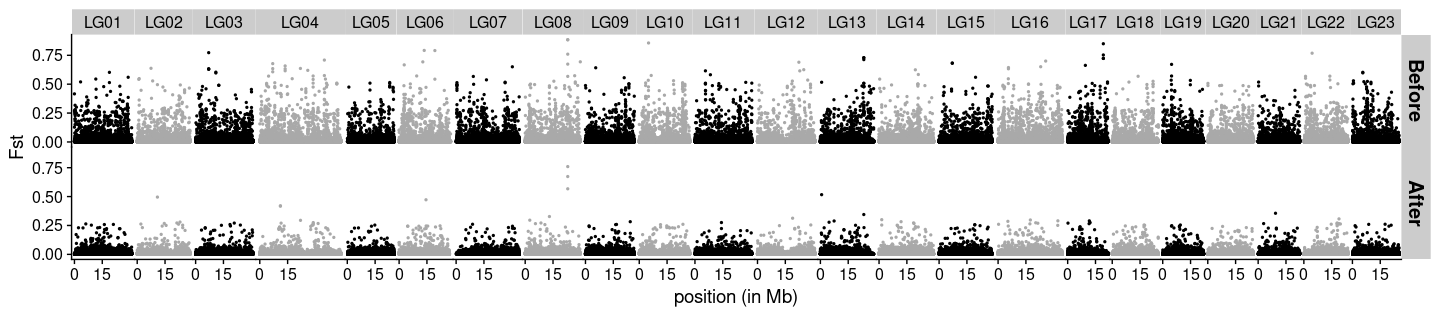 LG01 LG02 LG03 LG04 LG05 LG06 LG07 LG08 LG09 LG10 LG11 LG12 LG13 LG14 LG15 LG16 LG17 LG18 LG19 LG20 LG21 LG22 LG23
0.75
0.50
0.25
0.00
Before
Fst
0.75
0.50
0.25
0.00
After
0 15 0 15 0 15 0 15 0 15 0 15 0 15 0 15 0 15 0 15 0 15 0 15 0 15 0 15 0 15 0 15 0 15 0 15 0 15 0 15 0 15 0 15 0 15
position (in Mb)